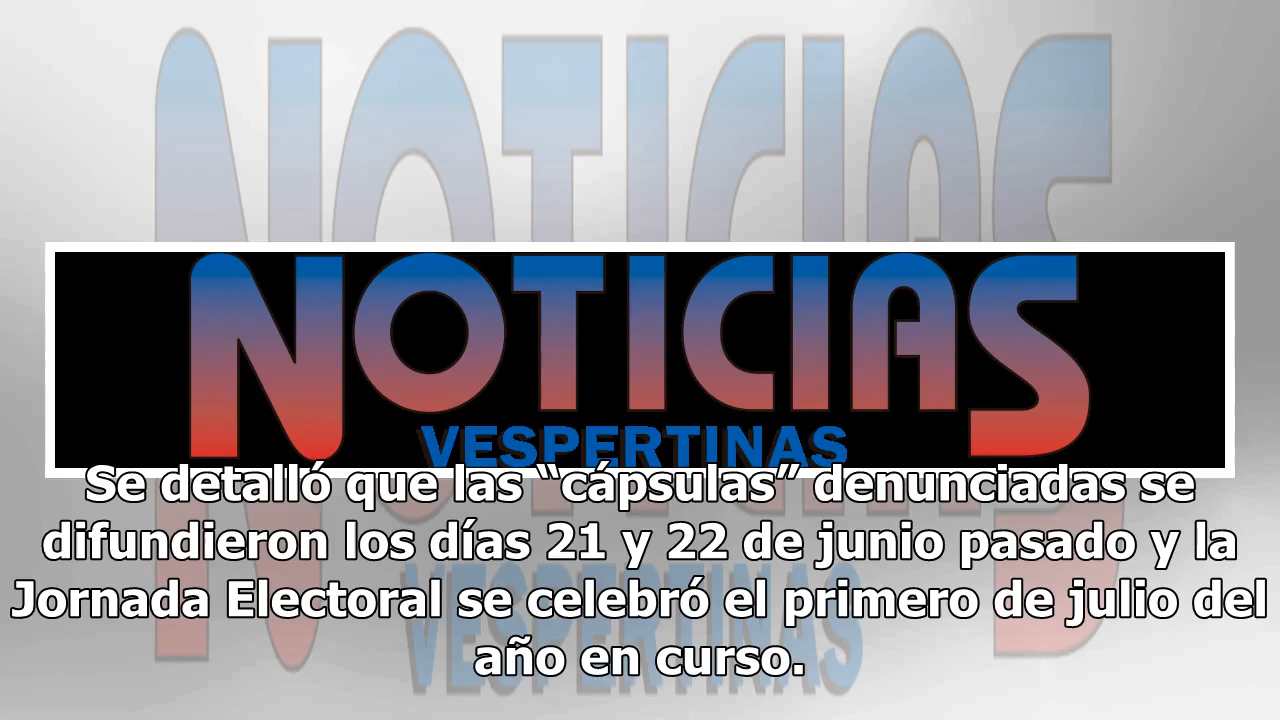 NOTICIAS
VESPERTINAS
Se detalló que las “cápsulas” denunciadas se
difundieron los días 21 y 22 de junio pasado y la
Jornada Electoral se celebró el primero de julio del
año en curso.